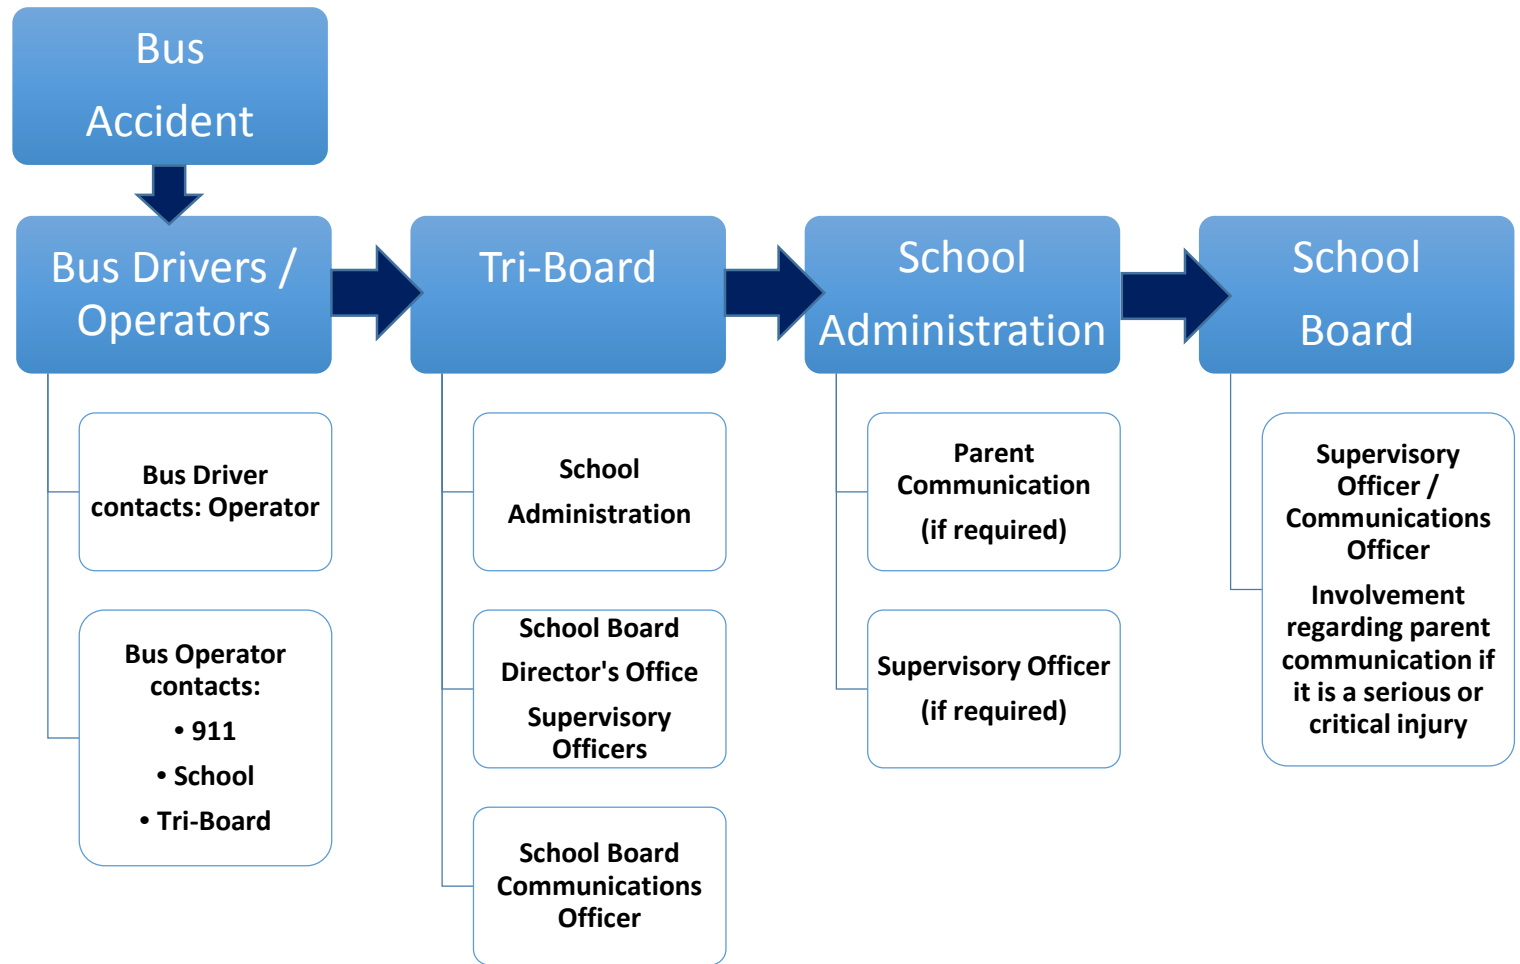 Bus
Accident
Bus Drivers /
Operators
Bus Driver
contacts: Operator
Bus Operator
contacts:
• 911
• School
• Tri-Board
Tri-Board
School
Administration
School Board
Director's Office
Supervisory
Officers
School Board
Communications
Officer
School
Administration
Parent
Communication
(if required)
Supervisory Officer
(if required)
School
Board
Supervisory
Officer /
Communications
Officer
Involvement
regarding parent
communication if
it is a serious or
critical injury